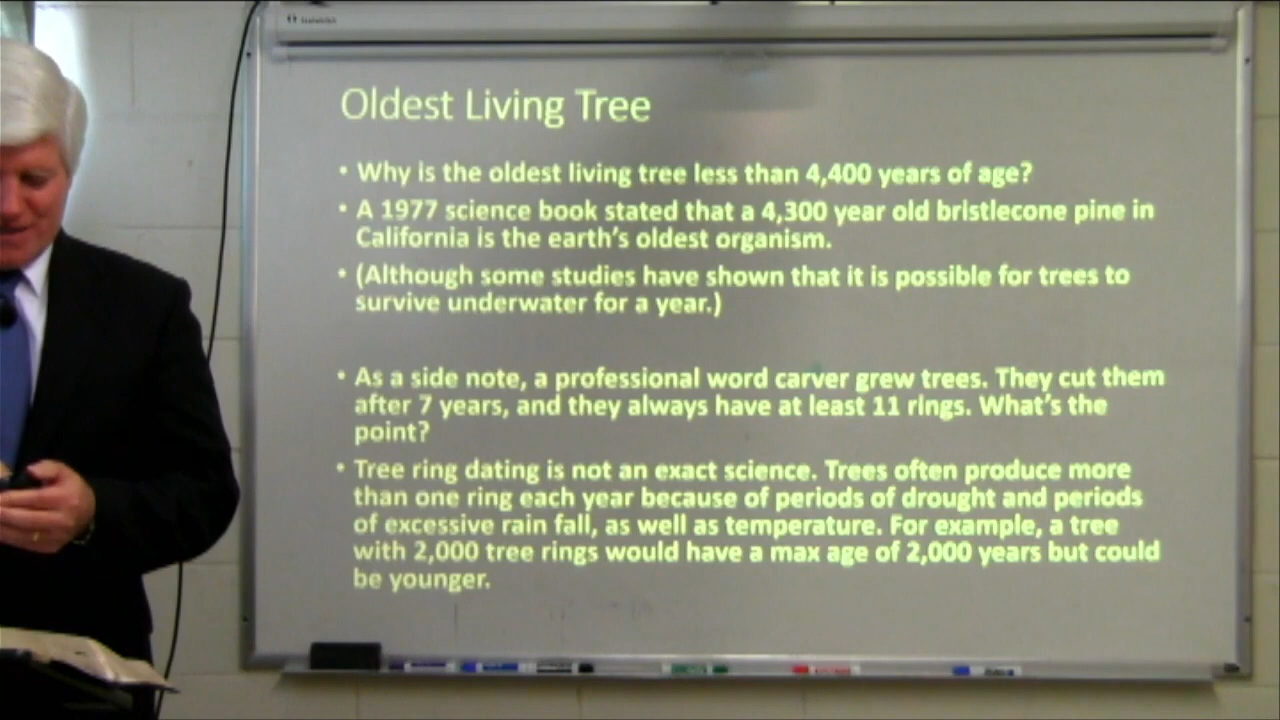 Oldest Living Tree
• Why is the oldest living tree less than 4,400 years of age?
• A 1977 science book stated that a 4,300 year old bristlecone pine in
California is the earth's oldest organism.
• (Although some studies have shown that it is possible for trees to
survive underwater for a year.)
• As a side note, a professional word carver grew trees. They cut them
after 7 years, and they always have at least 11 rings. What's the
point?
• Tree ring dating is not an exact science. Trees often produce more
than one ring each year because of periods of drought and periods
of excessive rain fall, as well as temperature. For example, a tree
with 2,000 tree rings would have a max age of 2,000 years but could
be younger.